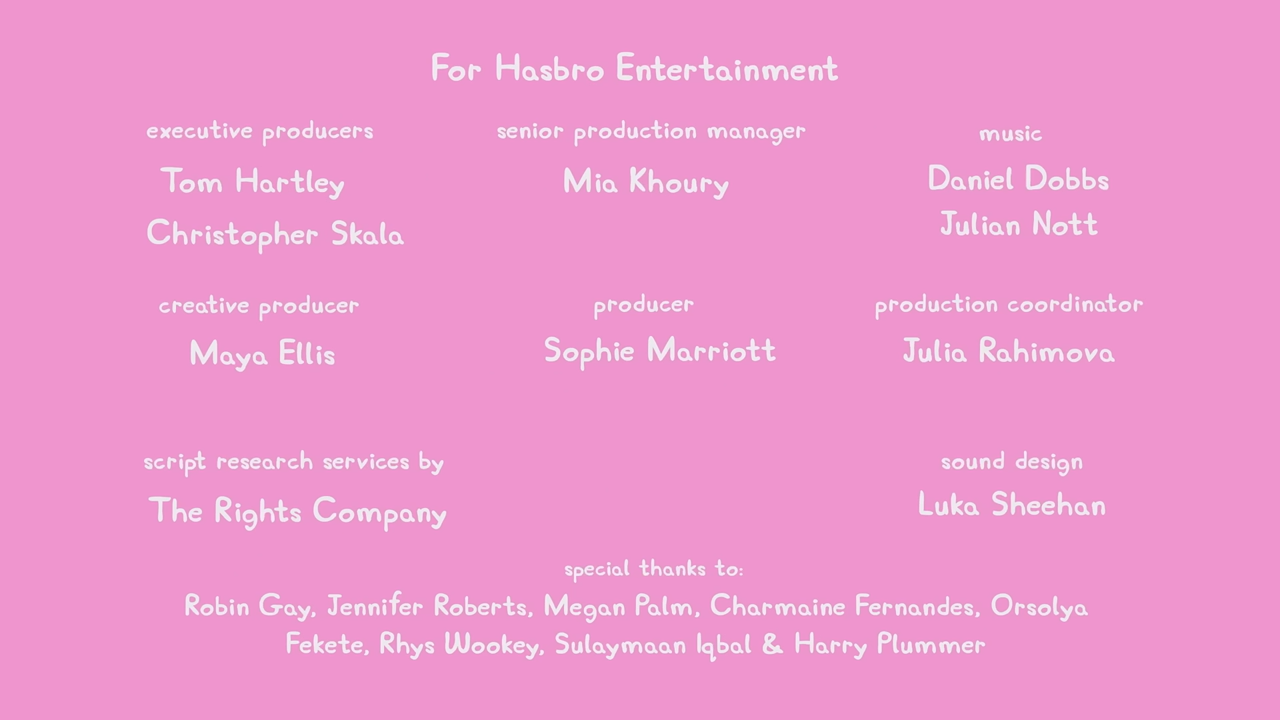 For Hasbro Entertainment
executive producers
Tom Hartley
Christopher Skala
senior production manager
Mia Khoury
music
Daniel Dobbs
Julian Nott
creative producer
Maya Ellis
producer
Sophie Marriott
production coordinator
Julia Rahimova
script research services by
The Rights Company
sound design
Luka Sheehan
special thanks to:
Robin Gay, Jennifer Roberts, Megan Palm, Charmaine Fernandes, Orsolya
Fekete, Rhys Wookey, Sulaymaan Iqbal & Harry Plummer